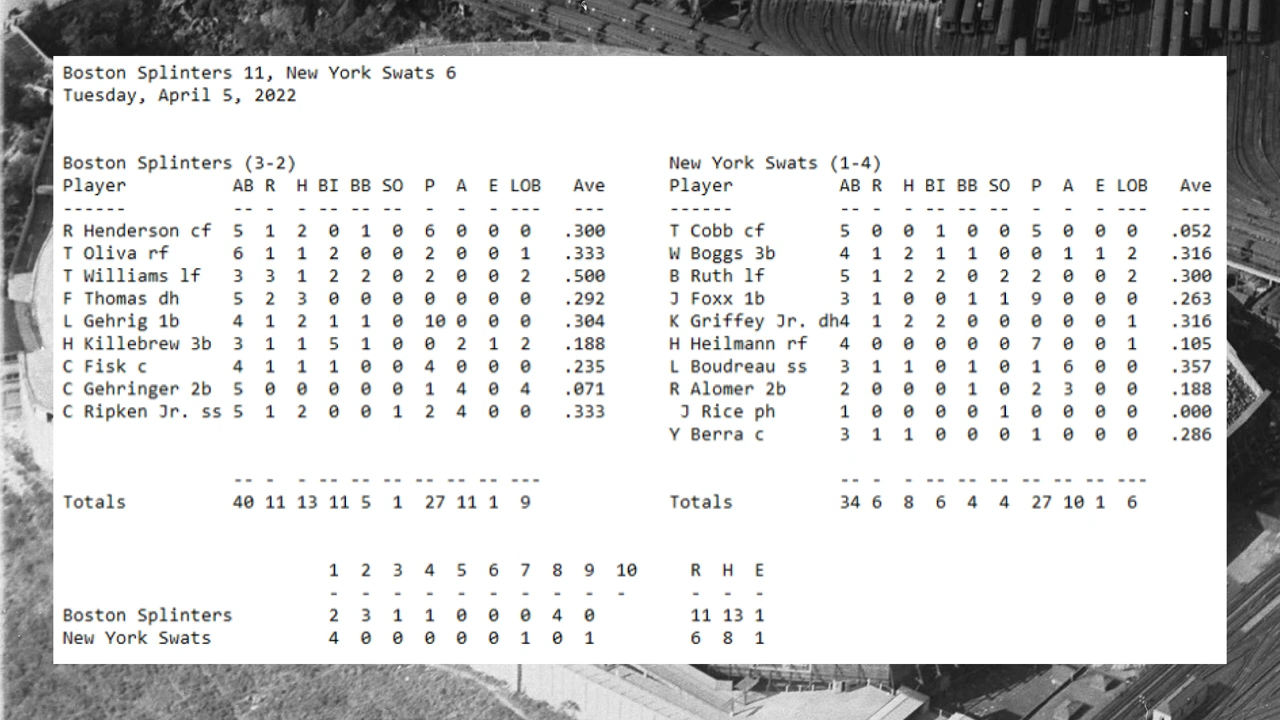 Boston Splinters 11, New York Swats 6
Tuesday, April 5, 2022
Boston Splinters (3-2) New York Swats (1-4)
Player AB R H BI BB SO P A E LOB Ave Player AB R H BI BB SO P A E LOB Ave
------ -- - - -- -- -- - - - --- --- ------ -- - - -- -- -- - - - --- ---
R Henderson cf 5 1 2 0 1 0 6 0 0 0 .300 T Cobb cf 5 0 0 1 0 0 5 0 0 0 .052
T Oliva rf 6 1 1 2 0 0 2 0 0 1 .333 W Boggs 3b 4 1 2 1 1 0 0 1 1 2 .316
T Williams lf 3 3 1 2 2 0 2 0 0 2 .500 B Ruth lf 5 1 2 2 0 2 2 0 0 2 .300
F Thomas dh 5 2 3 0 0 0 0 0 0 0 .292 J Foxx 1b 3 1 0 0 1 1 9 0 0 0 .263
L Gehrig 1b 4 1 2 1 1 0 10 0 0 0 .304 K Griffey Jr. dh4 1 2 2 0 0 0 0 0 1 .316
H Killebrew 3b 3 1 1 5 1 0 0 2 1 2 .188 H Heilmann rf 4 0 0 0 0 0 7 0 0 1 .105
C Fisk c 4 1 1 1 0 0 4 0 0 0 .235 L Boudreau ss 3 1 1 0 1 0 1 6 0 0 .357
C Gehringer 2b 5 0 0 0 0 0 1 4 0 4 .071 R Alomer 2b 2 0 0 0 1 0 2 3 0 0 .188
C Ripken Jr. ss 5 1 2 0 0 1 2 4 0 0 .333 J Rice ph 1 0 0 0 0 1 0 0 0 0 .000
Y Berra c 3 1 1 0 0 0 1 0 0 0 .286
-- -- - -- -- -- -- -- -- --- -- - - -- -- -- -- -- -- ---
Totals 40 11 13 11 5 1 27 11 1 9 Totals 34 6 8 6 4 4 27 10 1 6
1 2 3 4 5 6 7 8 9 10 R H E
- - - - - - - - - - - - -
Boston Splinters 2 3 1 1 0 0 0 4 0 11 13 1
New York Swats 4 0 0 0 0 0 1 0 1 6 8 1